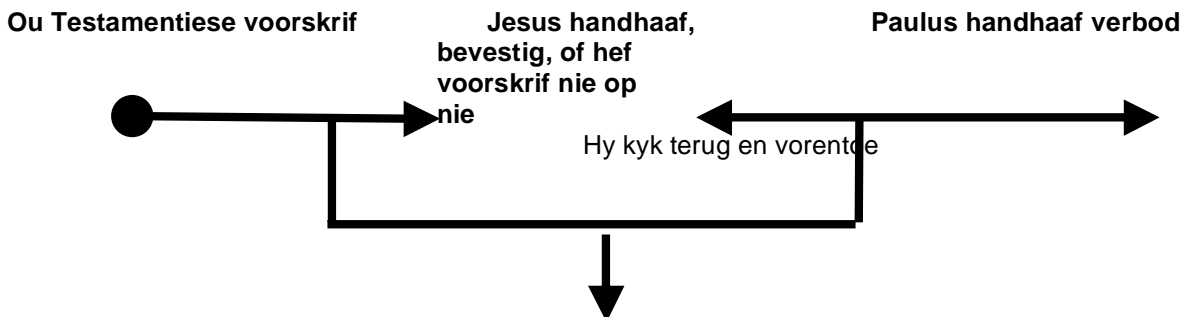 Ou Testamentiese voorskrif
Jesus handhaaf,
bevestig, of hef
voorskrif nie op
nie
Paulus handhaaf verbod
Hy kyk terug en vorentoe